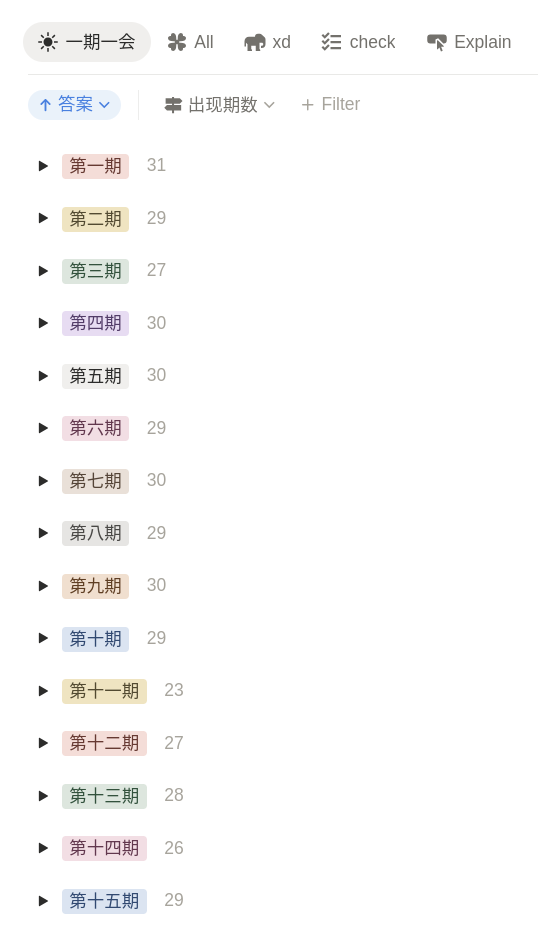 一期一会 All xd check Explain
答案 出现期数 + Filter
第一期 31
第二期 29
第三期 27
第四期 30
第五期 30
第六期 29
第七期 30
第八期 29
第九期 30
第十期 29
第十一期 23
第十二期 27
第十三期 28
第十四期 26
第十五期 29